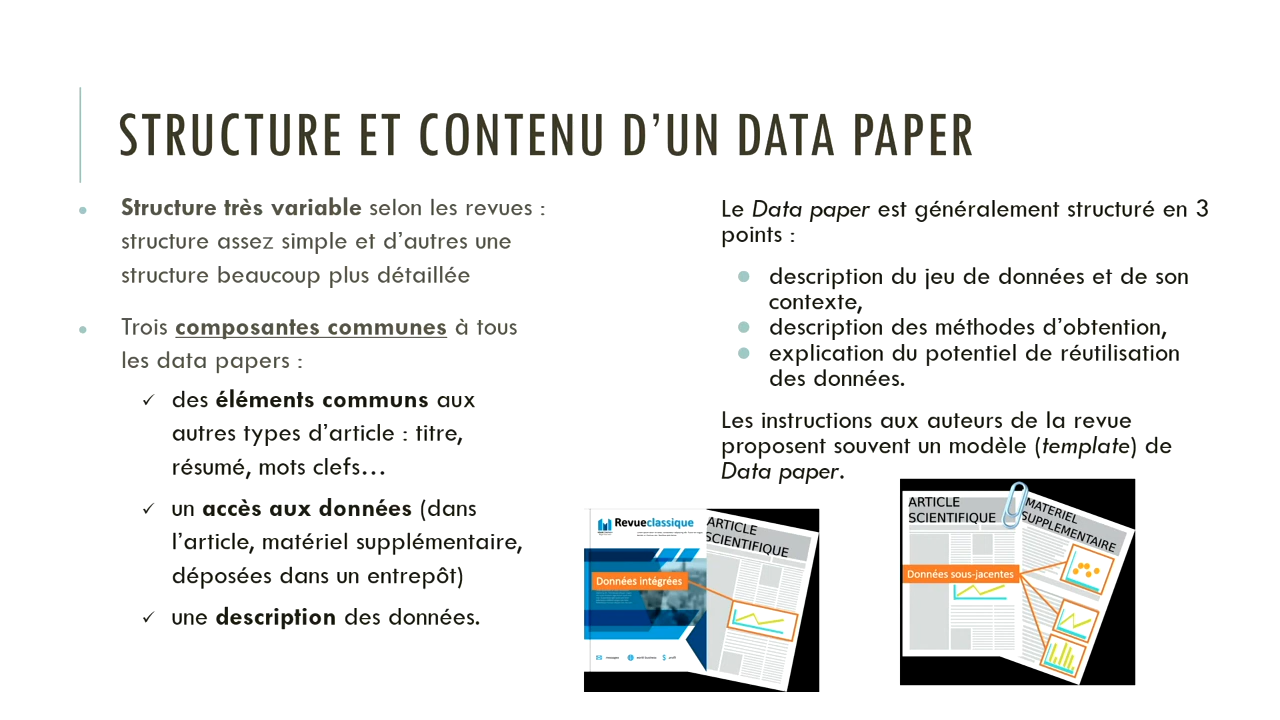 STRUCTURE ET CONTENU D'UN DATA PAPER
Structure très variable selon les revues :
structure assez simple et d'autres une
structure beaucoup plus détaillée
Trois composantes communes à tous
les data papers :
des éléments communs aux
autres types d'article : titre,
résumé, mots clefs…
un accès aux données (dans
l'article, matériel supplémentaire,
déposées dans un entrepôt)
une description des données.
Le Data paper est généralement structuré en 3
points :
description du jeu de données et de son
contexte,
description des méthodes d'obtention,
explication du potentiel de réutilisation
des données.
Les instructions aux auteurs de la revue
proposent souvent un modèle (template) de
Data paper.
Revueclassique
ARTICLE
SCIENTIFIQUE
Données intégrées
ARTICLE
SCIENTIFIQUE
MATERIEL
SUPPLEMENTAIRE
Données sous-jacentes